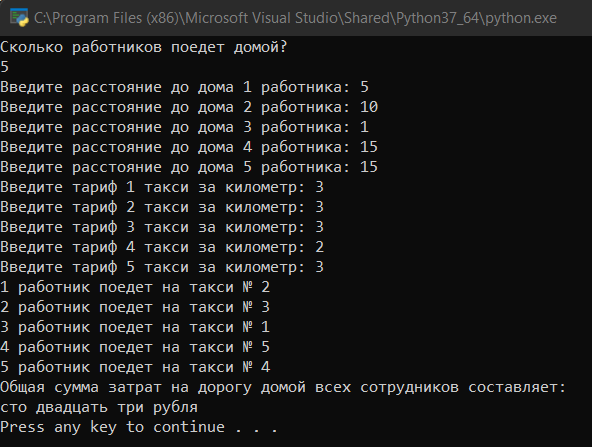 C:\Program Files (x86)\Microsoft Visual Studio\Shared\Python37_64\python.exe
Сколько работников поедет домой?
5
Введите расстояние до дома 1 работника: 5
Введите расстояние до дома 2 работника: 10
Введите расстояние до дома 3 работника: 1
Введите расстояние до дома 4 работника: 15
Введите расстояние до дома 5 работника: 15
Введите тариф 1 такси за километр: 3
Введите тариф 2 такси за километр: 3
Введите тариф 3 такси за километр: 3
Введите тариф 4 такси за километр: 2
Введите тариф 5 такси за километр: 3
1 работник поедет на такси № 2
2 работник поедет на такси № 3
3 работник поедет на такси № 1
4 работник поедет на такси № 5
5 работник поедет на такси № 4
Общая сумма затрат на дорогу домой всех сотрудников составляет:
сто двадцать три рубля
Press any key to continue . . .